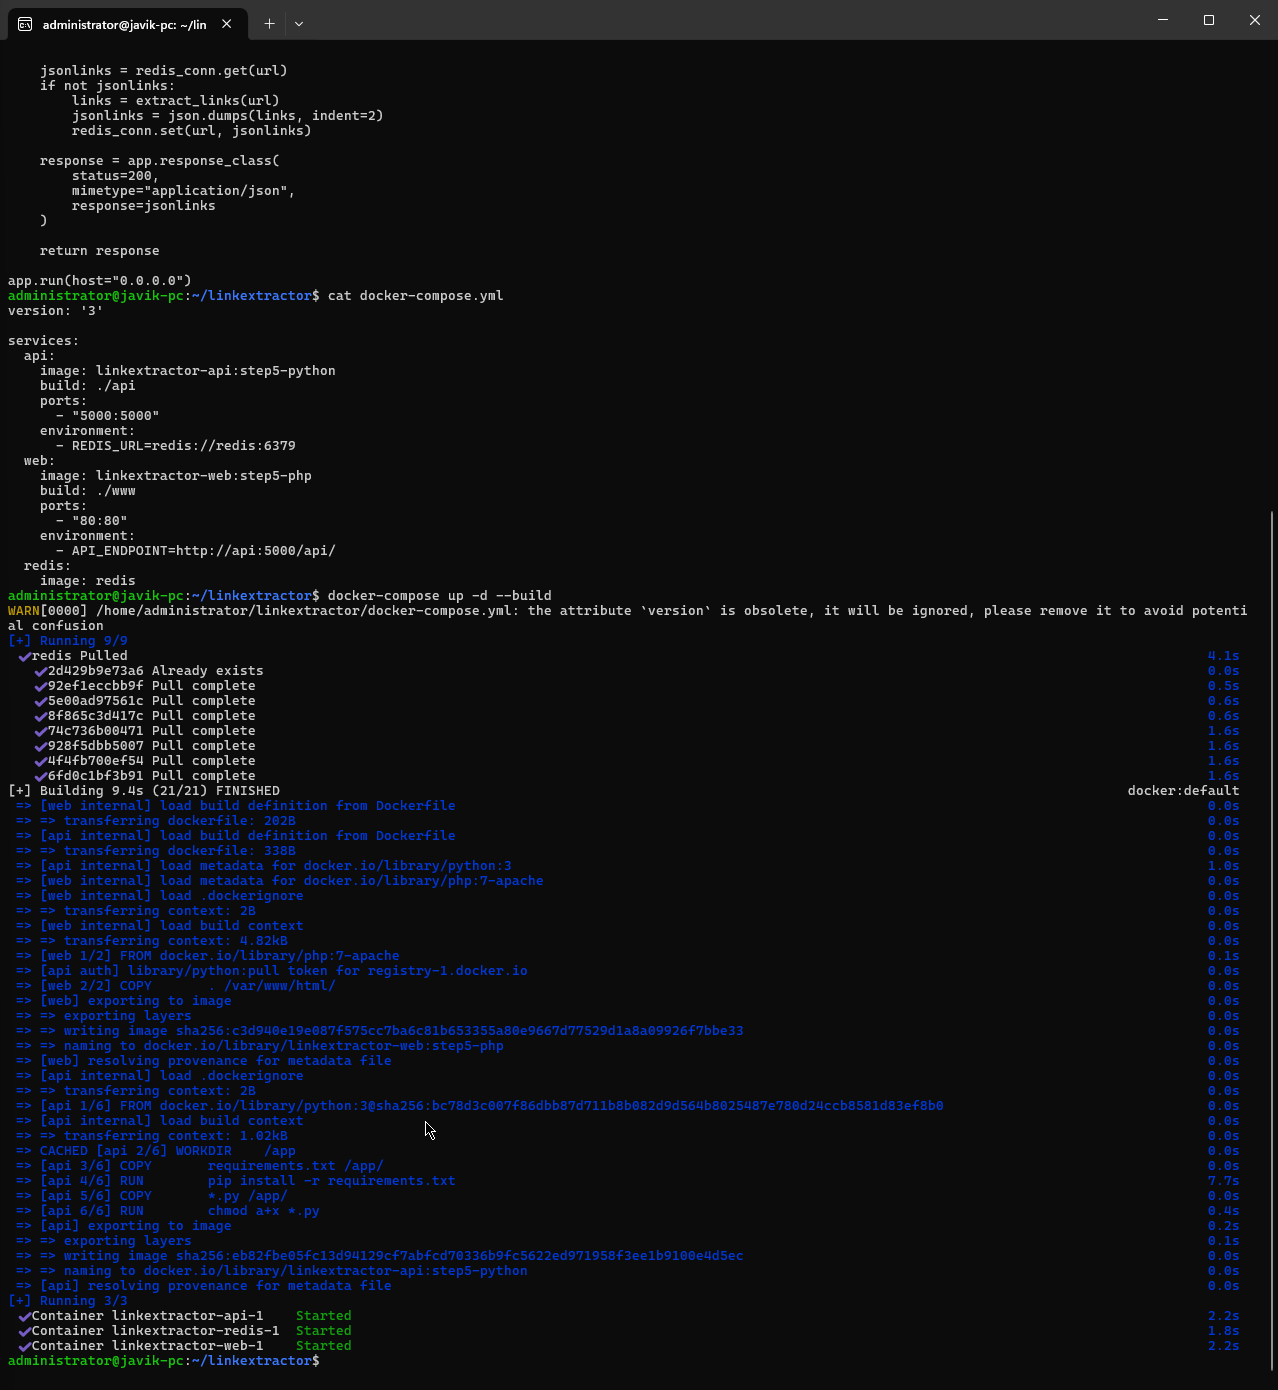 administrator@javik-pc: ~/lin
    jsonlinks = redis_conn.get(url)
    if not jsonlinks:
        links = extract_links(url)
        jsonlinks = json.dumps(links, indent=2)
        redis_conn.set(url, jsonlinks)
    response = app.response_class(
        status=200,
        mimetype="application/json",
        response=jsonlinks
    )
    return response
app.run(host="0.0.0.0")
administrator@javik-pc:~/linkextractor$ cat docker-compose.yml
version: '3'
services:
  api:
    image: linkextractor-api:step5-python
    build: ./api
    ports:
      - "5000:5000"
    environment:
      - REDIS_URL=redis://redis:6379
  web:
    image: linkextractor-web:step5-php
    build: ./www
    ports:
      - "80:80"
    environment:
      - API_ENDPOINT=http://api:5000/api/
  redis:
    image: redis
administrator@javik-pc:~/linkextractor$ docker-compose up -d --build
WARN[0000] /home/administrator/linkextractor/docker-compose.yml: the attribute `version` is obsolete, it will be ignored, please remove it to avoid potenti
al confusion
[+] Running 9/9
 ✔redis Pulled 4.1s
   ✔2d429b9e73a6 Already exists 0.0s
   ✔92ef1eccbb9f Pull complete 0.5s
   ✔5e00ad97561c Pull complete 0.6s
   ✔8f865c3d417c Pull complete 0.6s
   ✔74c736b00471 Pull complete 1.6s
   ✔928f5dbb5007 Pull complete 1.6s
   ✔4f4fb700ef54 Pull complete 1.6s
   ✔6fd0c1bf3b91 Pull complete 1.6s
[+] Building 9.4s (21/21) FINISHED docker:default
 => [web internal] load build definition from Dockerfile 0.0s
 => => transferring dockerfile: 202B 0.0s
 => [api internal] load build definition from Dockerfile 0.0s
 => => transferring dockerfile: 338B 0.0s
 => [api internal] load metadata for docker.io/library/python:3 1.0s
 => [web internal] load metadata for docker.io/library/php:7-apache 0.0s
 => [web internal] load .dockerignore 0.0s
 => => transferring context: 2B 0.0s
 => [web internal] load build context 0.0s
 => => transferring context: 4.82kB 0.0s
 => [web 1/2] FROM docker.io/library/php:7-apache 0.1s
 => [api auth] library/python:pull token for registry-1.docker.io 0.0s
 => [web 2/2] COPY       . /var/www/html/ 0.0s
 => [web] exporting to image 0.0s
 => => exporting layers 0.0s
 => => writing image sha256:c3d940e19e087f575cc7ba6c81b653355a80e9667d77529d1a8a09926f7bbe33 0.0s
 => => naming to docker.io/library/linkextractor-web:step5-php 0.0s
 => [web] resolving provenance for metadata file 0.0s
 => [api internal] load .dockerignore 0.0s
 => => transferring context: 2B 0.0s
 => [api 1/6] FROM docker.io/library/python:3@sha256:bc78d3c007f86dbb87d711b8b082d9d564b8025487e780d24ccb8581d83ef8b0 0.0s
 => [api internal] load build context 0.0s
 => => transferring context: 1.02kB 0.0s
 => CACHED [api 2/6] WORKDIR    /app 0.0s
 => [api 3/6] COPY       requirements.txt /app/ 0.0s
 => [api 4/6] RUN        pip install -r requirements.txt 7.7s
 => [api 5/6] COPY       *.py /app/ 0.0s
 => [api 6/6] RUN        chmod a+x *.py 0.4s
 => [api] exporting to image 0.2s
 => => exporting layers 0.1s
 => => writing image sha256:eb82fbe05fc13d94129cf7abfcd70336b9fc5622ed971958f3ee1b9100e4d5ec 0.0s
 => => naming to docker.io/library/linkextractor-api:step5-python 0.0s
 => [api] resolving provenance for metadata file 0.0s
[+] Running 3/3
 ✔Container linkextractor-api-1    Started 2.2s
 ✔Container linkextractor-redis-1  Started 1.8s
 ✔Container linkextractor-web-1    Started 2.2s
administrator@javik-pc:~/linkextractor$